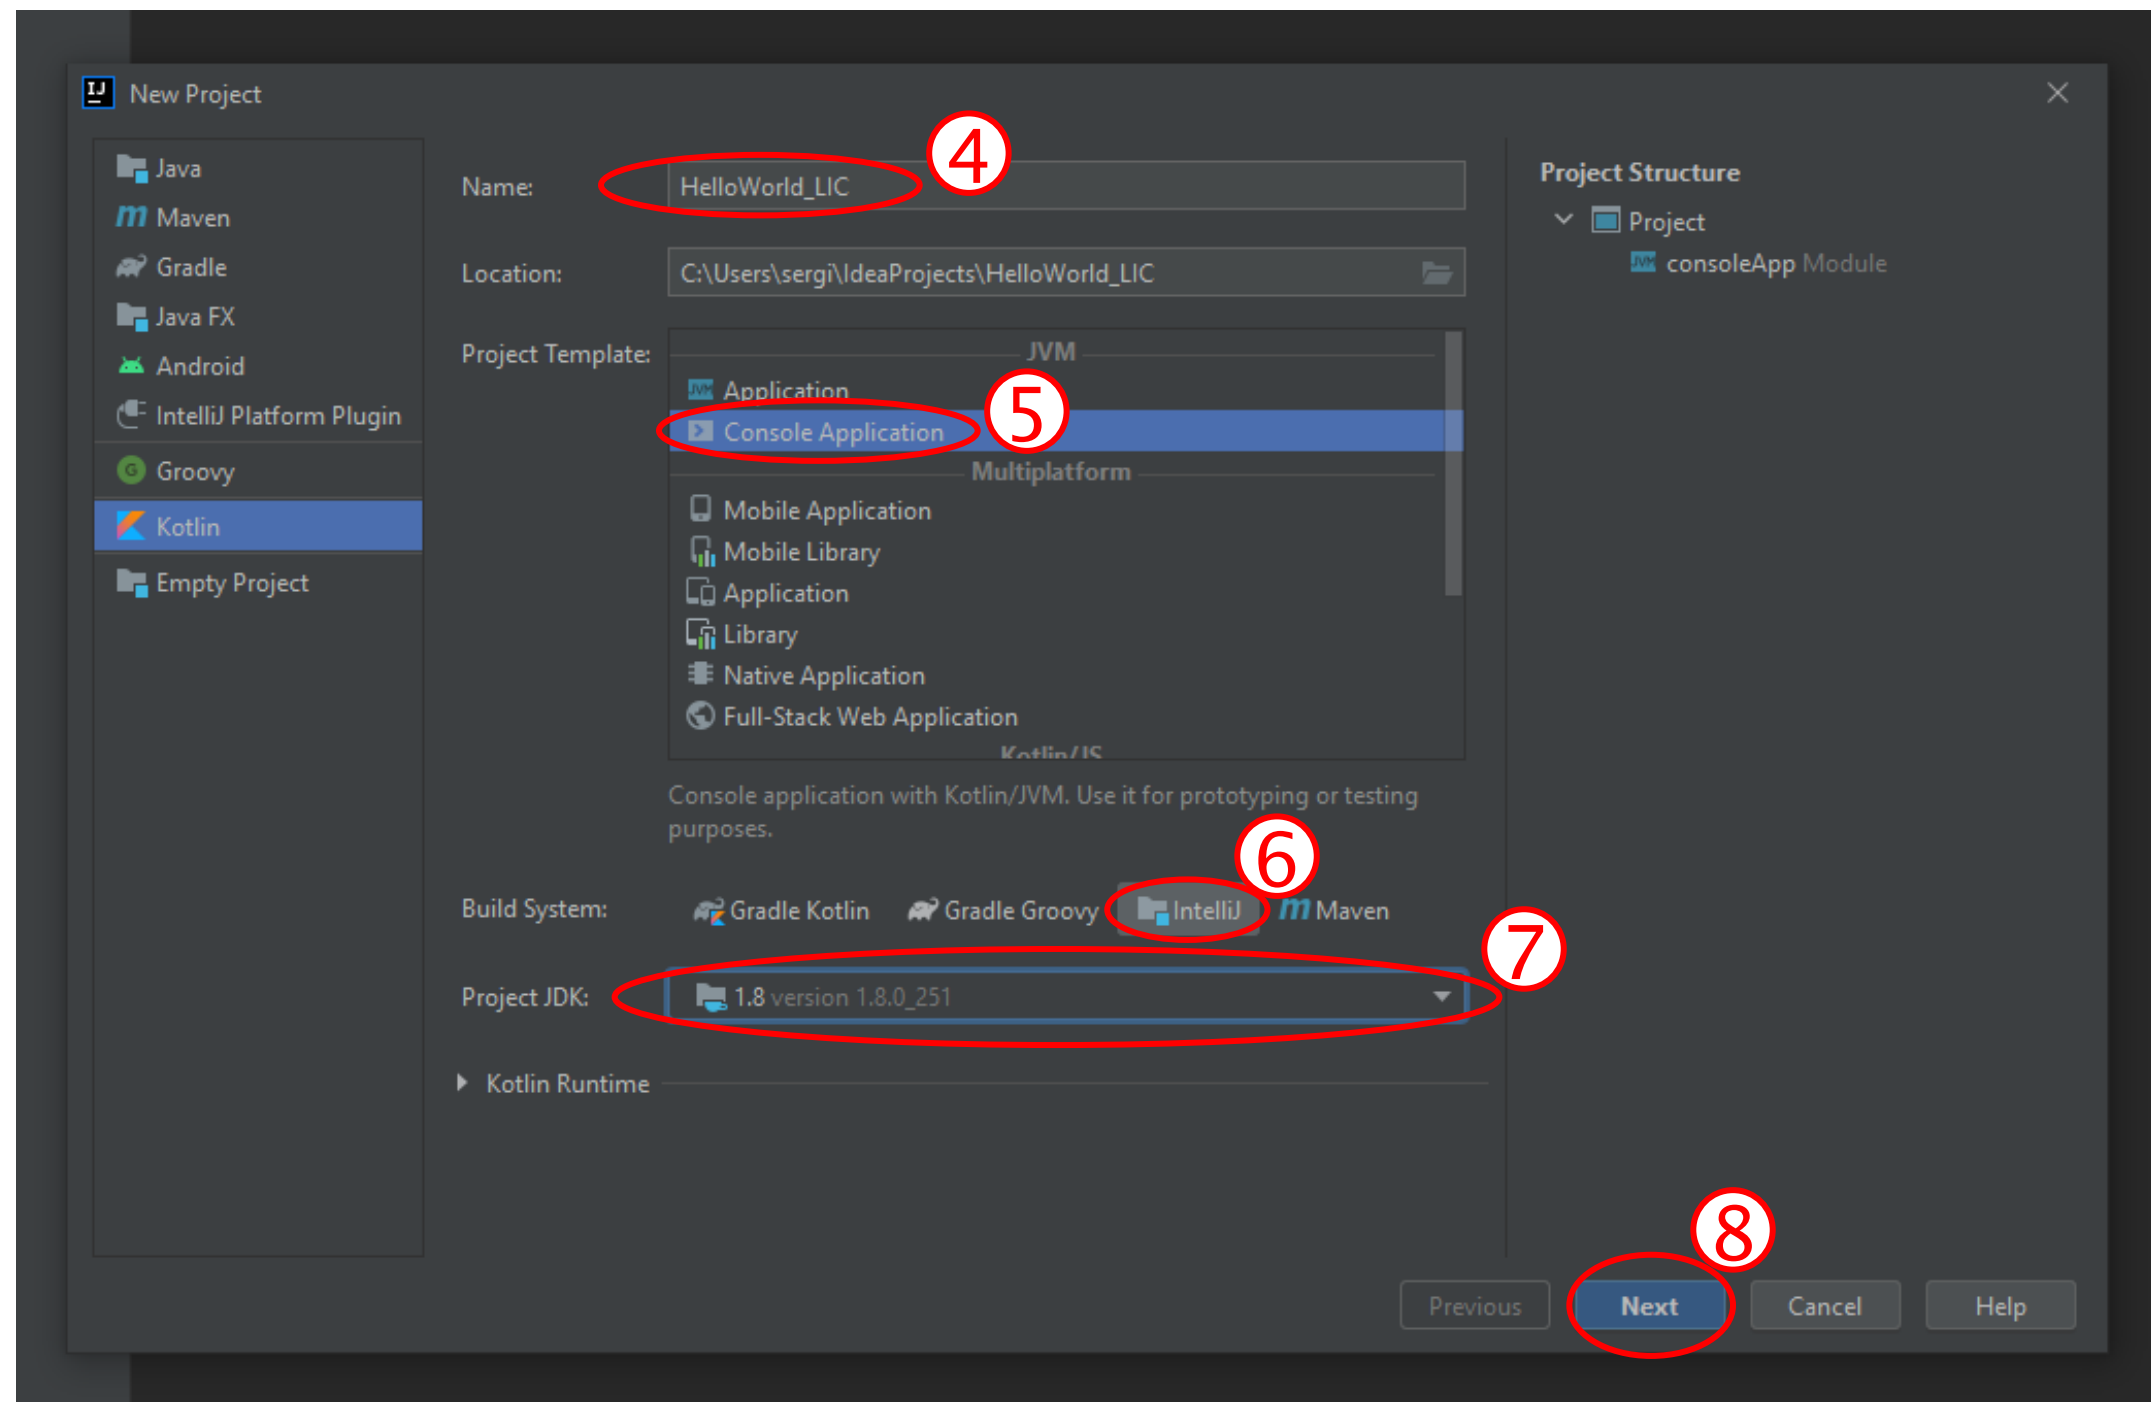 IJ New Project
Java
Maven
Gradle
Java FX
Android
IntelliJ Platform Plugin
Groovy
Kotlin
Empty Project
4
Name: HelloWorld_LIC
Location: C:\Users\sergi\IdeaProjects\HelloWorld_LIC
Project Template:
JVM
Application
5
Console Application
Multiplatform
Mobile Application
Mobile Library
Application
Library
Native Application
Full-Stack Web Application
Kotlin/JS
Console application with Kotlin/JVM. Use it for prototyping or testing
purposes.
6
Build System: Gradle Kotlin Gradle Groovy IntelliJ Maven
7
Project JDK: 1.8 version 1.8.0_251
Kotlin Runtime
Project Structure
Project
JVM consoleApp Module
8
Previous Next Cancel Help